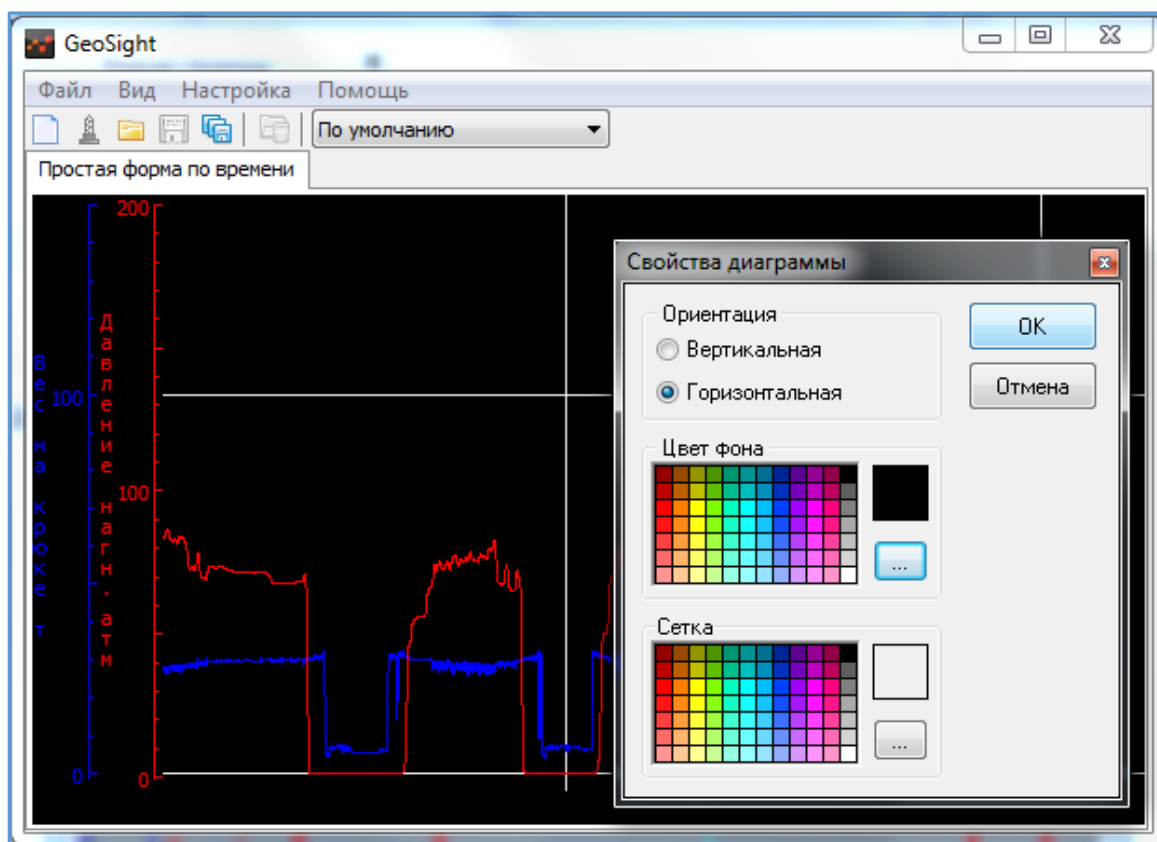 GeoSight
Файл Вид Настройка Помощь
По умолчанию
Простая форма по времени
Вес на крюке т
100
0
Давление нагн. атм
200
100
0
Свойства диаграммы
Ориентация
Вертикальная
Горизонтальная
OK
Отмена
Цвет фона
...
Сетка
...